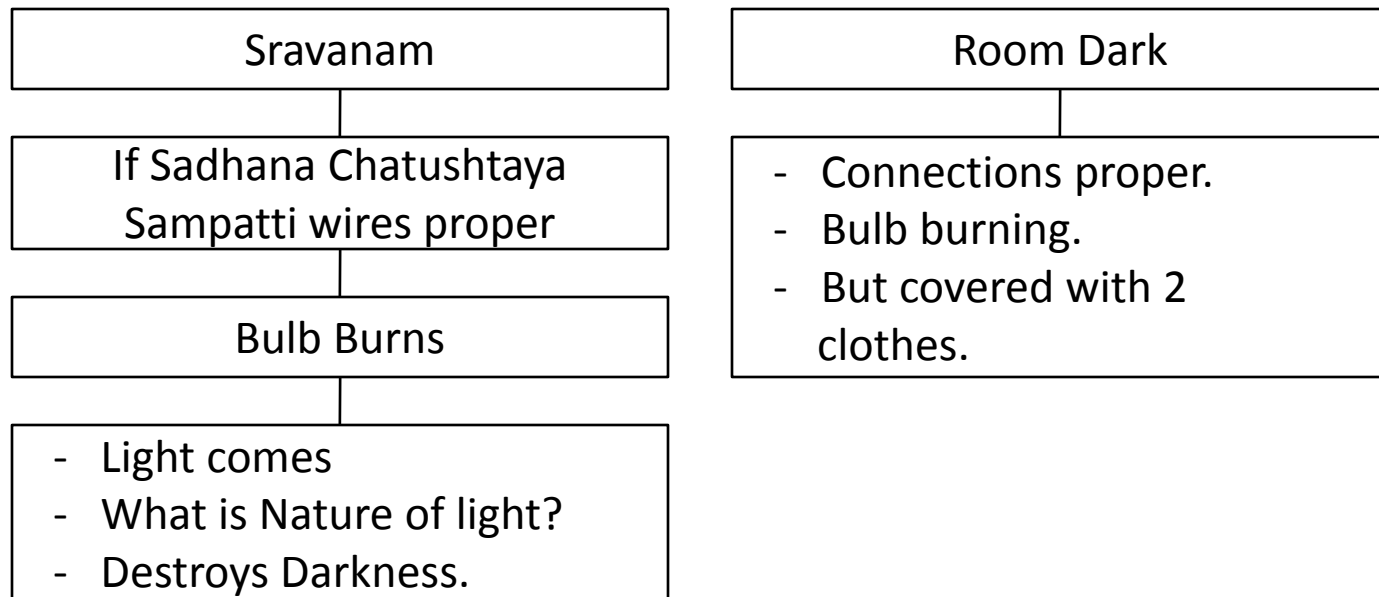 Sravanam
If Sadhana Chatushtaya
Sampatti wires proper
Bulb Burns
- Light comes
- What is Nature of light?
- Destroys Darkness.
Room Dark
- Connections proper.
- Bulb burning.
- But covered with 2
clothes.